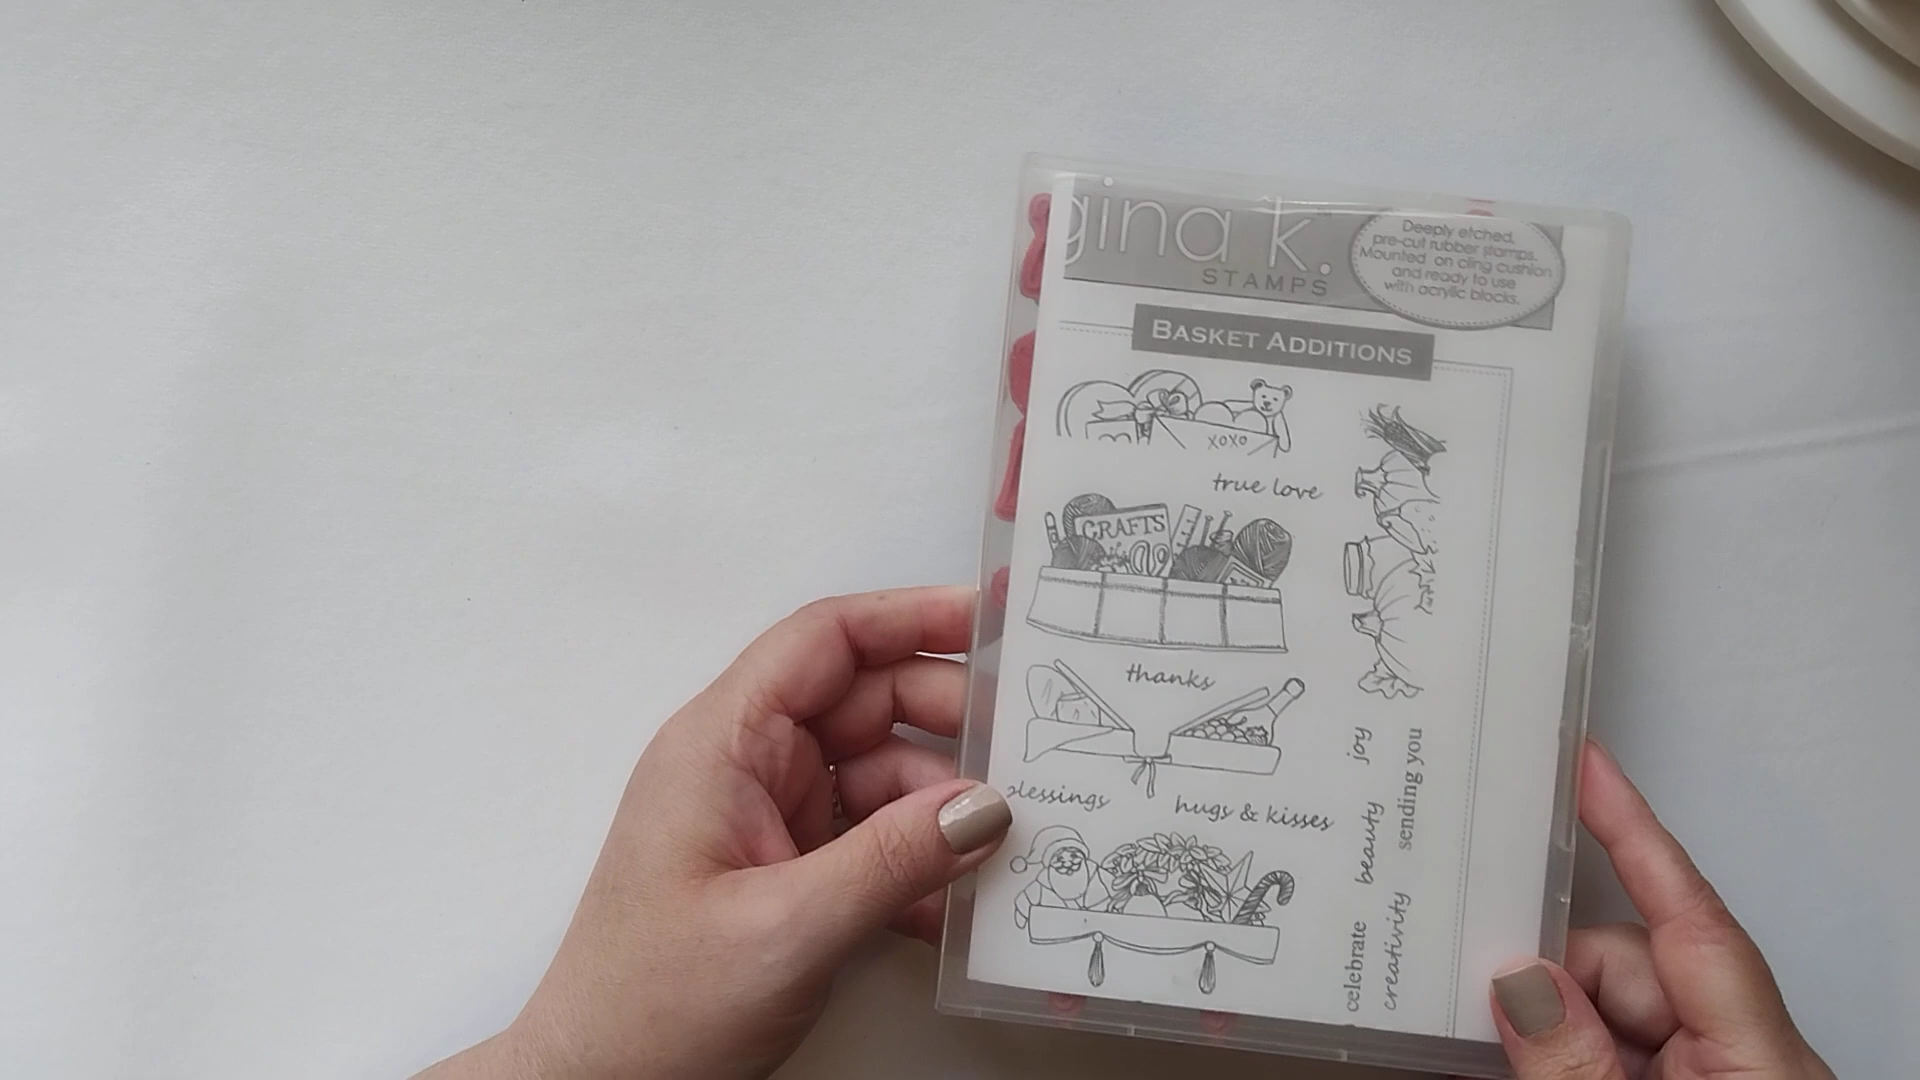 gina k.
STAMPS
Deeply etched,
pre-cut rubber stamps.
Mounted on cling cushion
and ready to use
with acrylic blocks.
BASKET ADDITIONS
XOXO
true love
CRAFTS
thanks
blessings
hugs & kisses
joy
beauty
sending you
celebrate
creativity